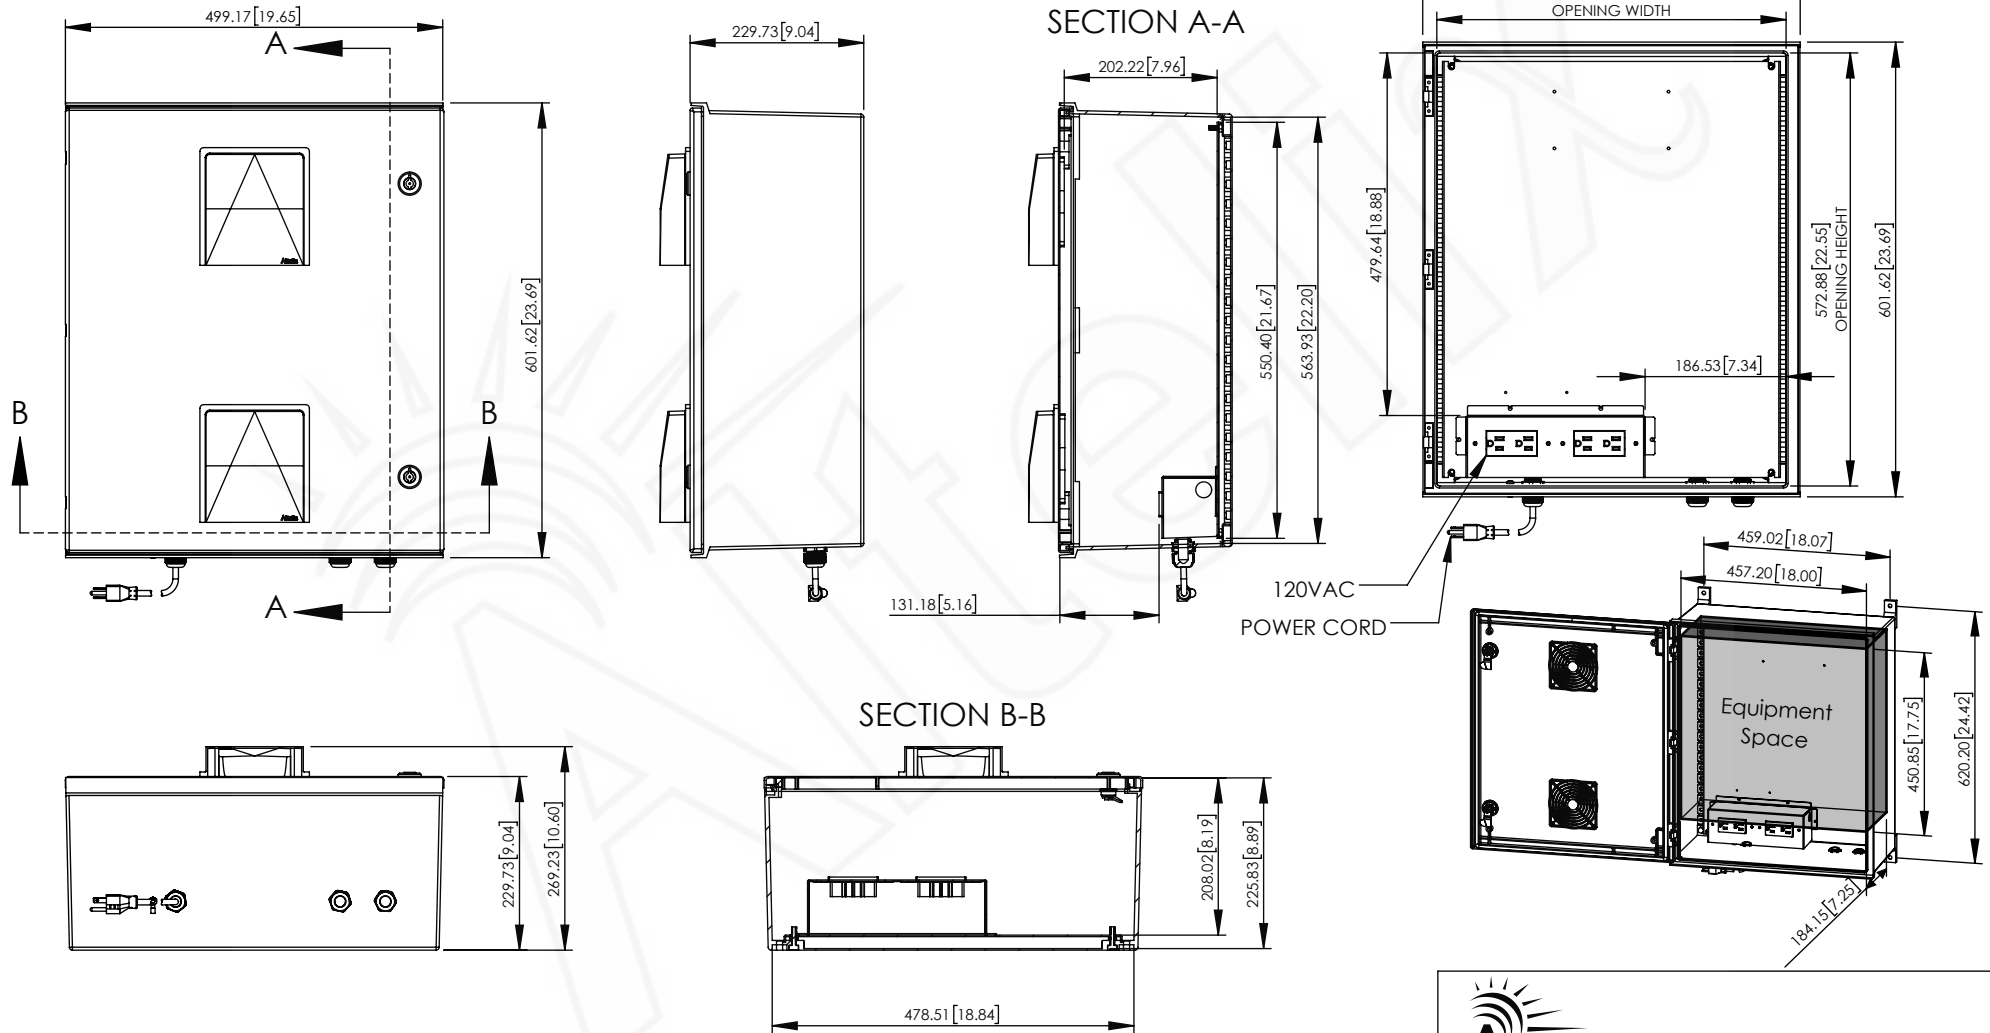 499.17[19.65]
A
229.73[9.04]
SECTION A-A
202.22[7.96]
OPENING WIDTH
601.62[23.69]
B
B
A
550.40[21.67]
563.93[22.20]
131.18[5.16]
479.64[18.88]
572.88[22.55]
OPENING HEIGHT
601.62[23.69]
186.53[7.34]
120VAC
POWER CORD
459.02[18.07]
457.20[18.00]
Equipment
Space
450.85[17.75]
620.20[24.42]
184.15[7.25]
229.73[9.04]
269.23[10.60]
SECTION B-B
208.02[8.19]
225.83[8.89]
478.51[18.84]
Altelix